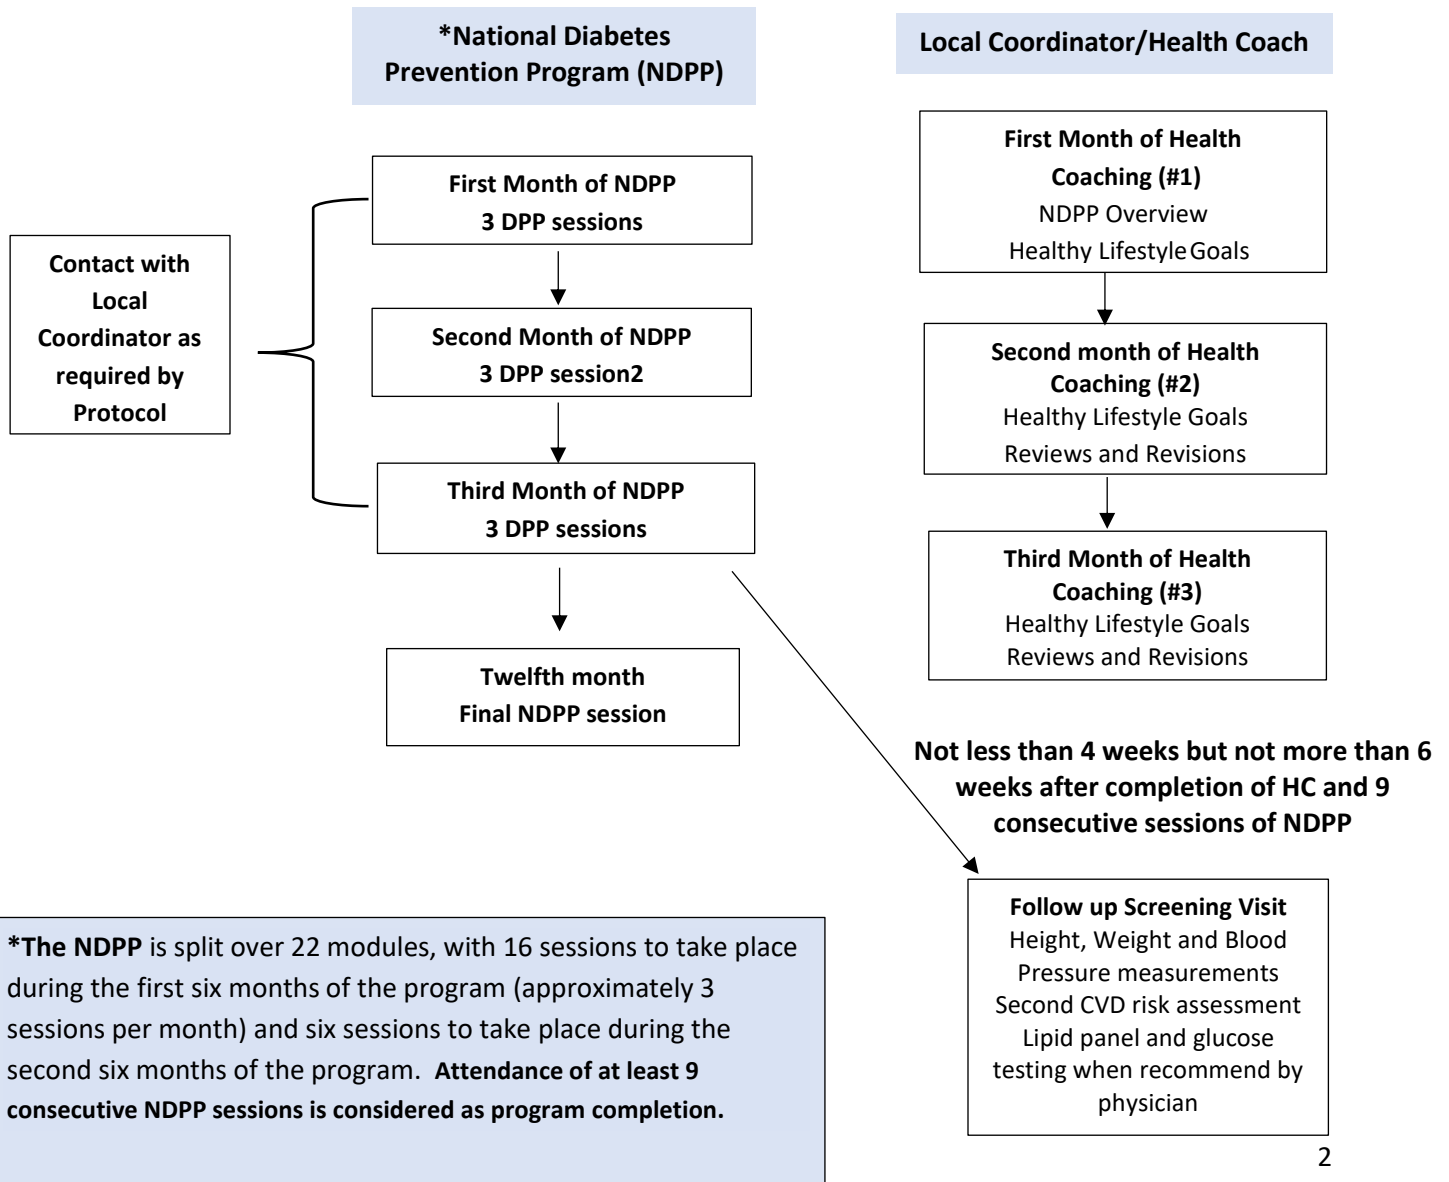 *National Diabetes
Prevention Program (NDPP)
Local Coordinator/Health Coach
Contact with
Local
Coordinator as
required by
Protocol
First Month of NDPP
3 DPP sessions
Second Month of NDPP
3 DPP session2
Third Month of NDPP
3 DPP sessions
Twelfth month
Final NDPP session
First Month of Health
Coaching (#1)
NDPP Overview
Healthy Lifestyle Goals
Second month of Health
Coaching (#2)
Healthy Lifestyle Goals
Reviews and Revisions
Third Month of Health
Coaching (#3)
Healthy Lifestyle Goals
Reviews and Revisions
Not less than 4 weeks but not more than 6
weeks after completion of HC and 9
consecutive sessions of NDPP
Follow up Screening Visit
Height, Weight and Blood
Pressure measurements
Second CVD risk assessment
Lipid panel and glucose
testing when recommend by
physician
*The NDPP is split over 22 modules, with 16 sessions to take place
during the first six months of the program (approximately 3
sessions per month) and six sessions to take place during the
second six months of the program. Attendance of at least 9
consecutive NDPP sessions is considered as program completion.
2